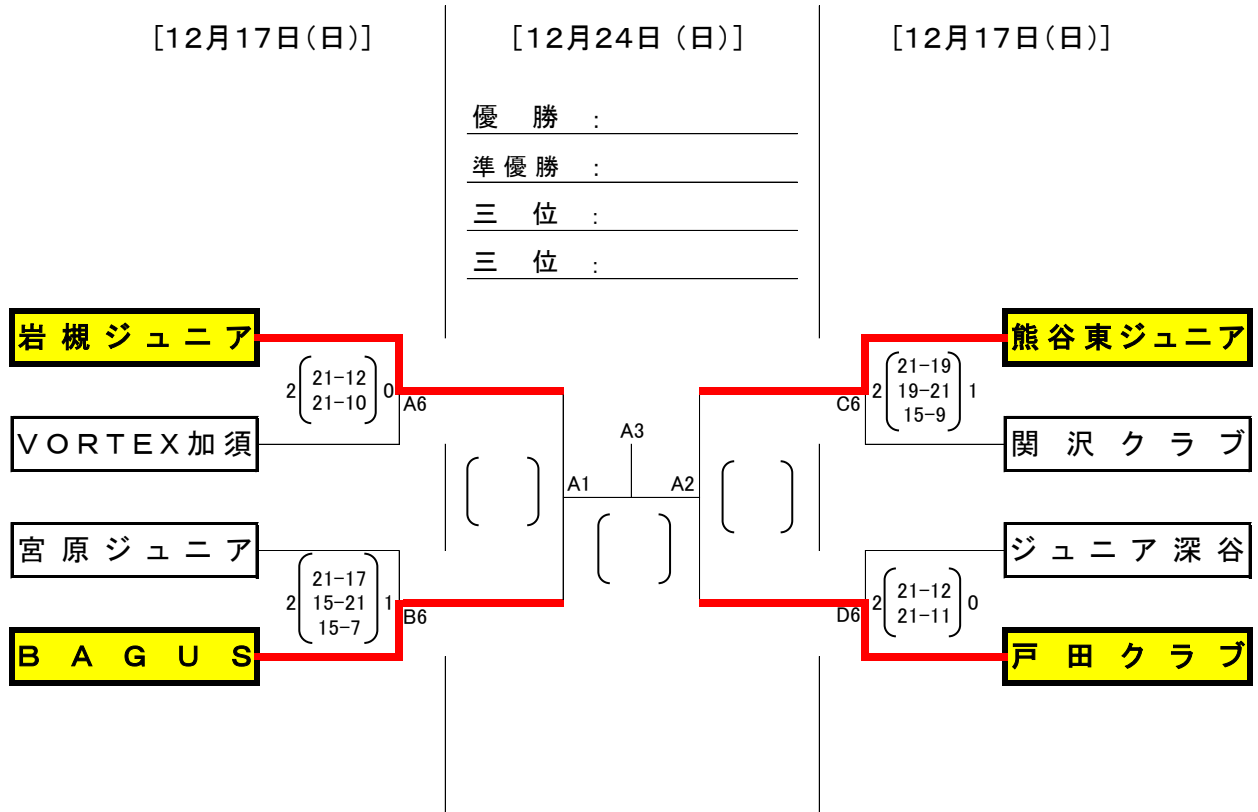 [12月17日(日)]
[12月24日 (日)]
[12月17日(日)]
優 勝 :
準優勝 :
三 位 :
三 位 :
岩槻ジュニア
2 21-12 0
21-10
A6
VORTEX加須
宮原ジュニア
21-17
2 15-21 1
15-7
B6
BAGUS
A1
A3
A2
熊谷東ジュニア
21-19
C6 2 19-21 1
15-9
関沢クラブ
ジュニア深谷
D6 2 21-12 0
21-11
戸田クラブ